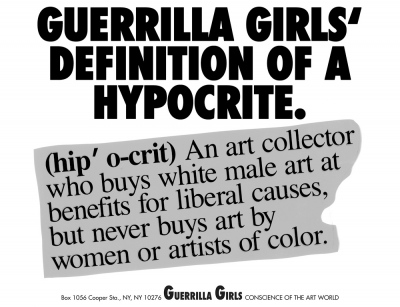 GUERRILLA GIRLS'
DEFINITION OF A
HYPOCRITE.
(hip′ o-crit) An art collector
who buys white male art at
benefits for liberal causes,
but never buys art by
women or artists of color.
Box 1056 Cooper Sta., NY, NY 10276 GUERRILLA GIRLS CONSCIENCE OF THE ART WORLD